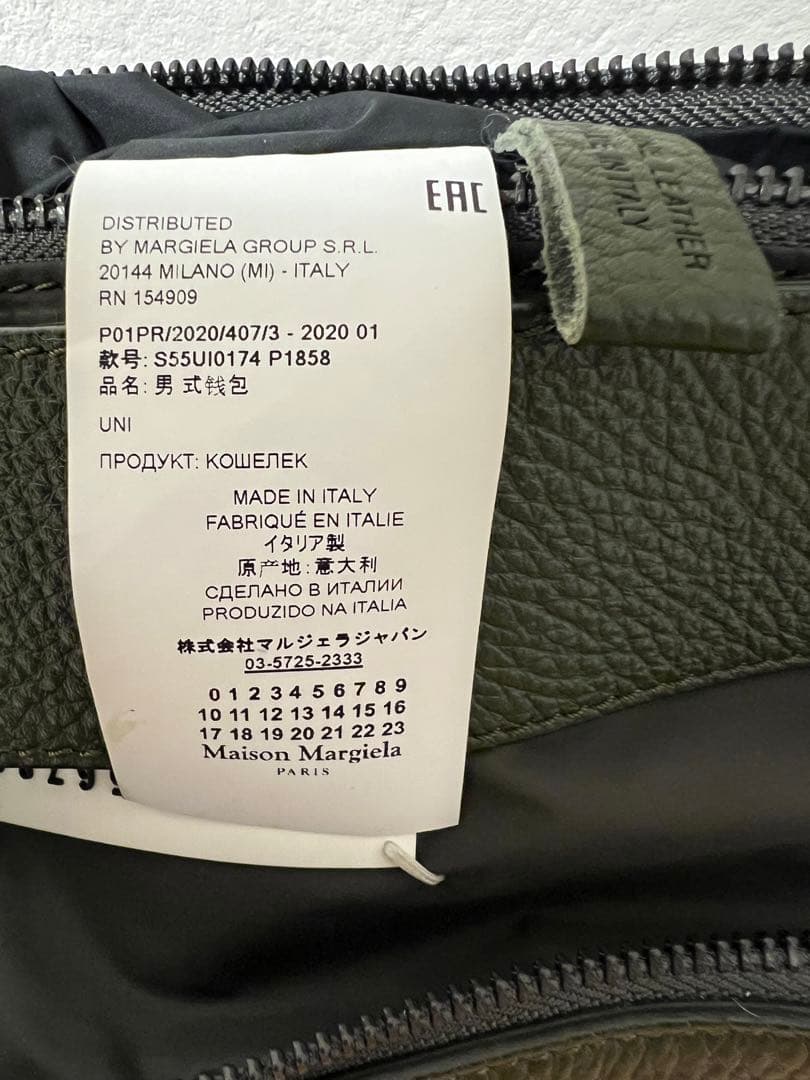 EAC
DISTRIBUTED
BY MARGIELA GROUP S.R.L.
20144 MILANO (MI) - ITALY
RN 154909
P01PR/2020/407/3 - 2020 01
款号: S55UI0174 P1858
品名: 男 式钱包
UNI
ПРОДУКТ: КОШЕЛЕК
MADE IN ITALY
FABRIQUÉ EN ITALIE
イタリア製
原产地: 意大利
СДЕЛАНО В ИТАЛИИ
PRODUZIDO NA ITALIA
株式会社マルジェラジャパン
03-5725-2333
0 1 2 3 4 5 6 7 8 9
10 11 12 13 14 15 16
17 18 19 20 21 22 23
Maison Margiela
PARIS
LEATHER
ITALY